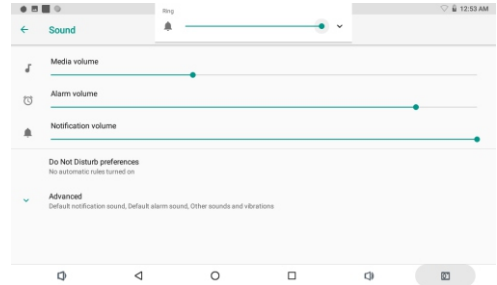 Ring
12:53 AM
Sound
Media volume
Alarm volume
Notification volume
Do Not Disturb preferences
No automatic rules turned on
Advanced
Default notification sound, Default alarm sound, Other sounds and vibrations